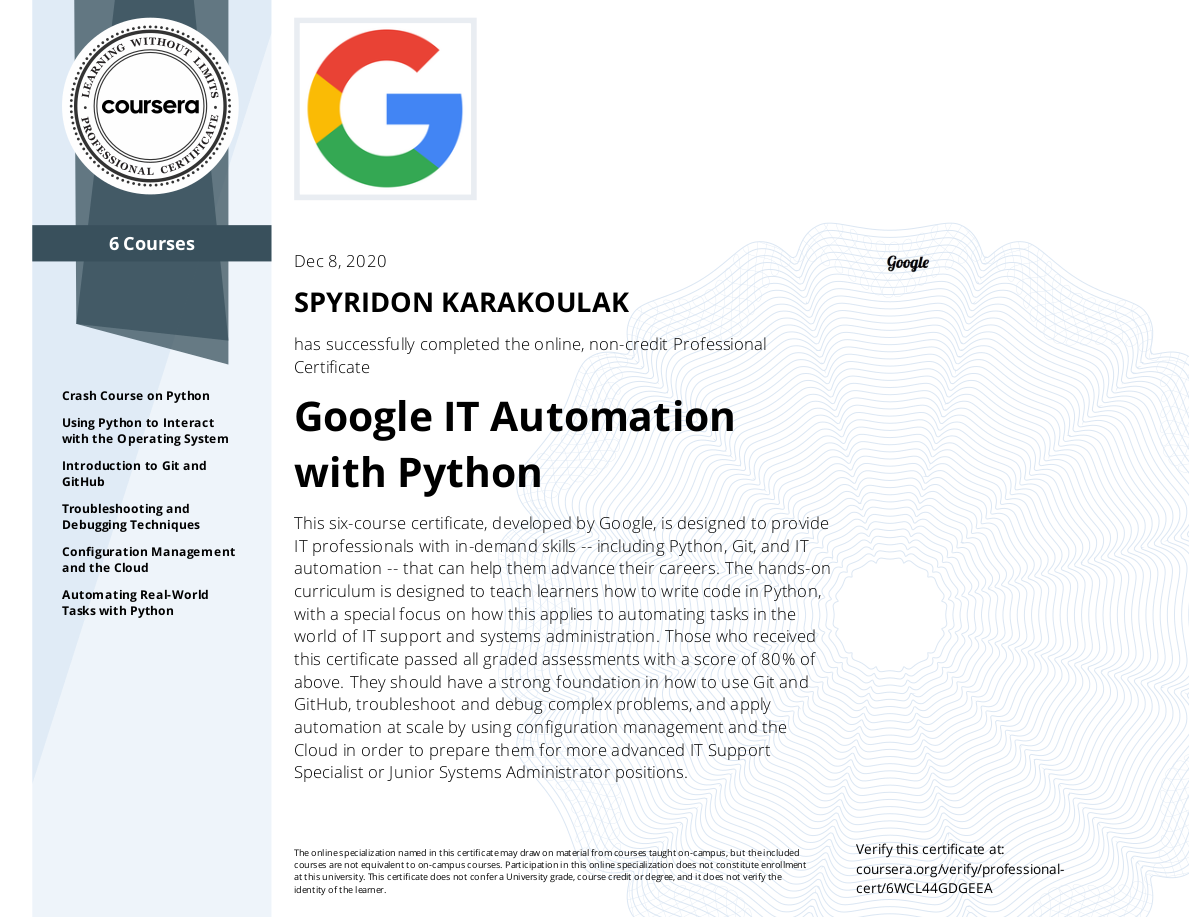 LEARNING WITHOUT LIMITS
coursera
PROFESSIONAL CERTIFICATE
6 Courses
Crash Course on Python
Using Python to Interact
with the Operating System
Introduction to Git and
GitHub
Troubleshooting and
Debugging Techniques
Configuration Management
and the Cloud
Automating Real-World
Tasks with Python
Dec 8, 2020
Google
SPYRIDON KARAKOULAK
has successfully completed the online, non-credit Professional
Certificate
Google IT Automation
with Python
This six-course certificate, developed by Google, is designed to provide
IT professionals with in-demand skills -- including Python, Git, and IT
automation -- that can help them advance their careers. The hands-on
curriculum is designed to teach learners how to write code in Python,
with a special focus on how this applies to automating tasks in the
world of IT support and systems administration. Those who received
this certificate passed all graded assessments with a score of 80% of
above. They should have a strong foundation in how to use Git and
GitHub, troubleshoot and debug complex problems, and apply
automation at scale by using configuration management and the
Cloud in order to prepare them for more advanced IT Support
Specialist or Junior Systems Administrator positions.
The online specialization named in this certificate may draw on material from courses taught on-campus, but the included
courses are not equivalent to on-campus courses. Participation in this online specialization does not constitute enrollment
at this university. This certificate does not confer a University grade, course credit or degree, and it does not verify the
identity of the learner.
Verify this certificate at:
coursera.org/verify/professional-
cert/6WCL44GDGEEA